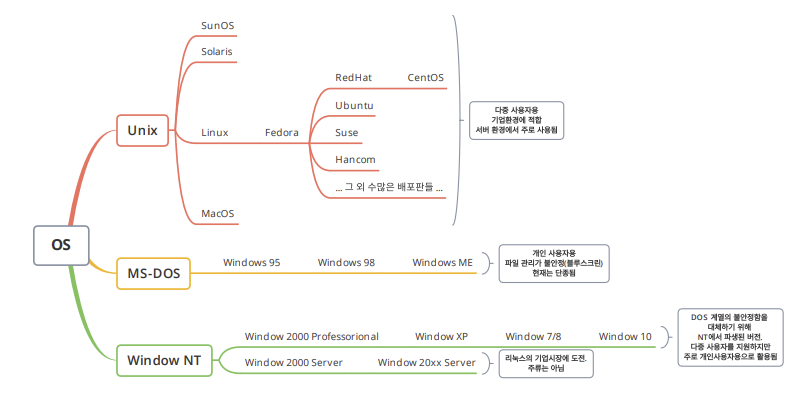 OS
Unix
SunOS
Solaris
Linux Fedora
RedHat CentOS
Ubuntu
Suse
Hancom
... 그 외 수많은 배포판들 ...
MacOS
다중 사용자용
기업환경에 적합
서버 환경에서 주로 사용됨
MS-DOS
Windows 95 Windows 98 Windows ME
개인 사용자용
파일 관리가 불안정(블루스크린)
현재는 단종됨
Window NT
Window 2000 Professorional Window XP Window 7/8 Window 10
DOS 계열의 불안정함을
대체하기 위해
NT에서 파생된 버전.
다중 사용자를 지원하지만
주로 개인사용자용으로 활용됨
Window 2000 Server Window 20xx Server
리눅스의 기업시장에 도전.
주류는 아님